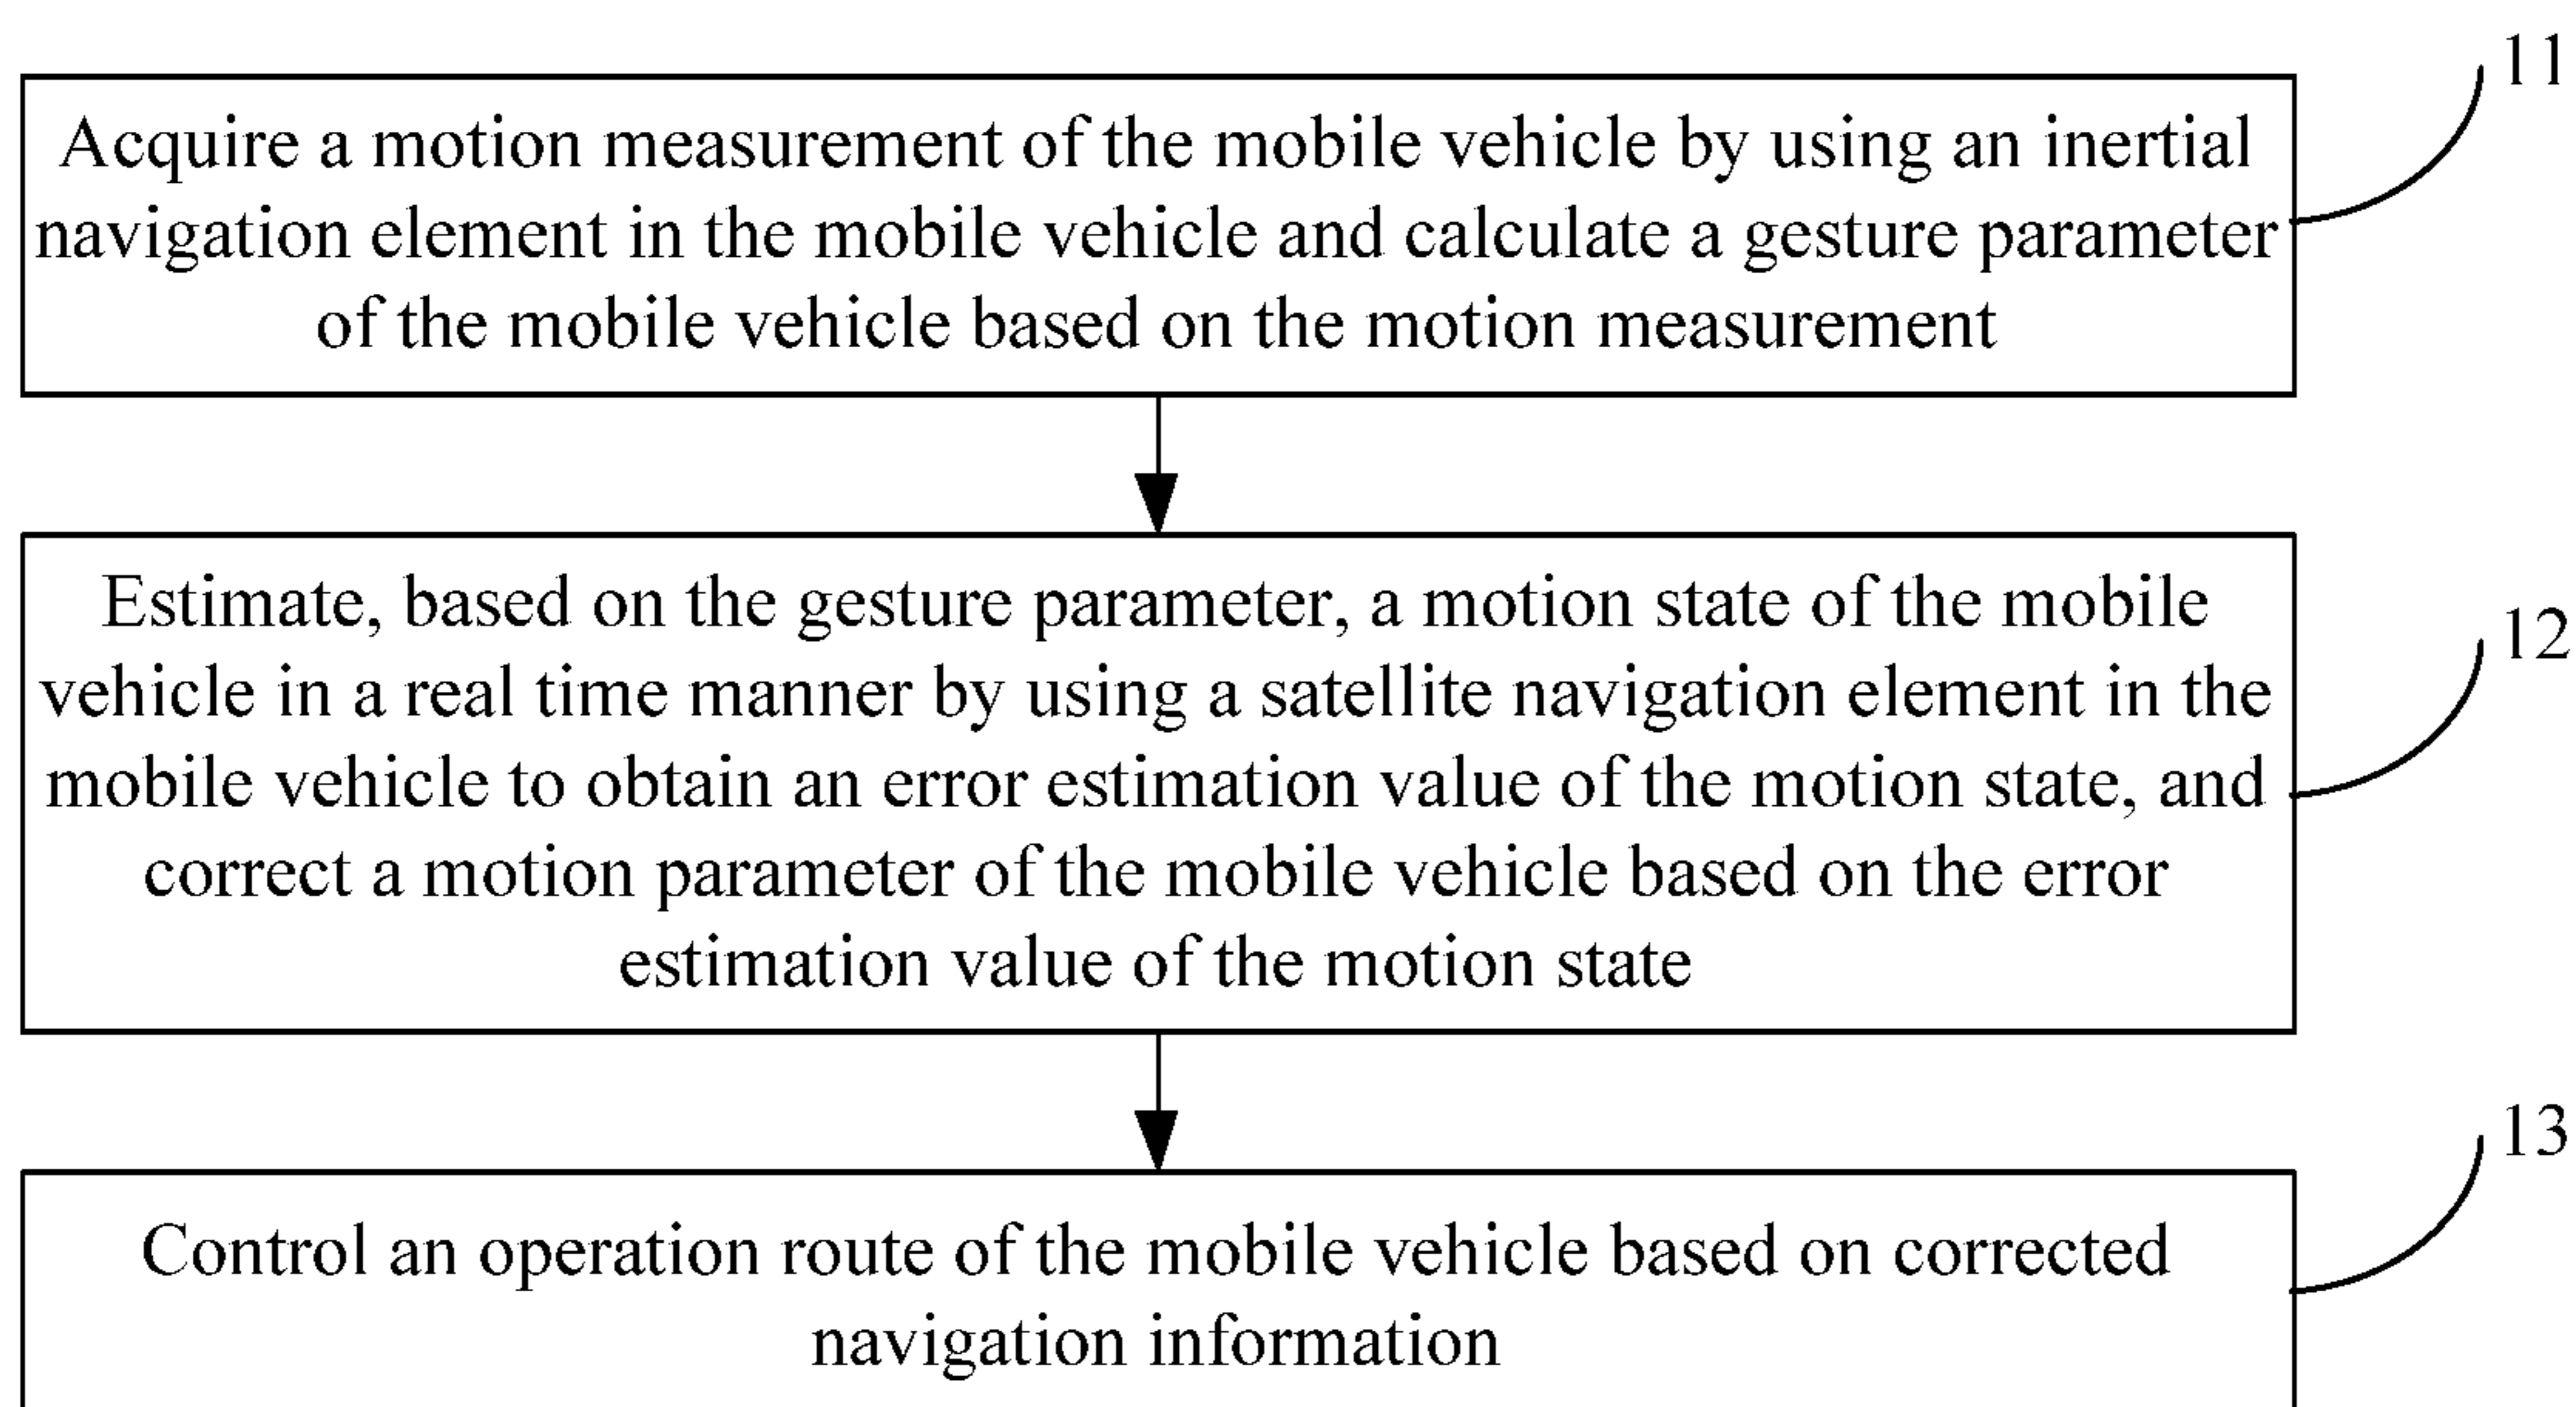 11
Acquire a motion measurement of the mobile vehicle by using an inertial
navigation element in the mobile vehicle and calculate a gesture parameter
of the mobile vehicle based on the motion measurement
12
Estimate, based on the gesture parameter, a motion state of the mobile
vehicle in a real time manner by using a satellite navigation element in the
mobile vehicle to obtain an error estimation value of the motion state, and
correct a motion parameter of the mobile vehicle based on the error
estimation value of the motion state
13
Control an operation route of the mobile vehicle based on corrected
navigation information